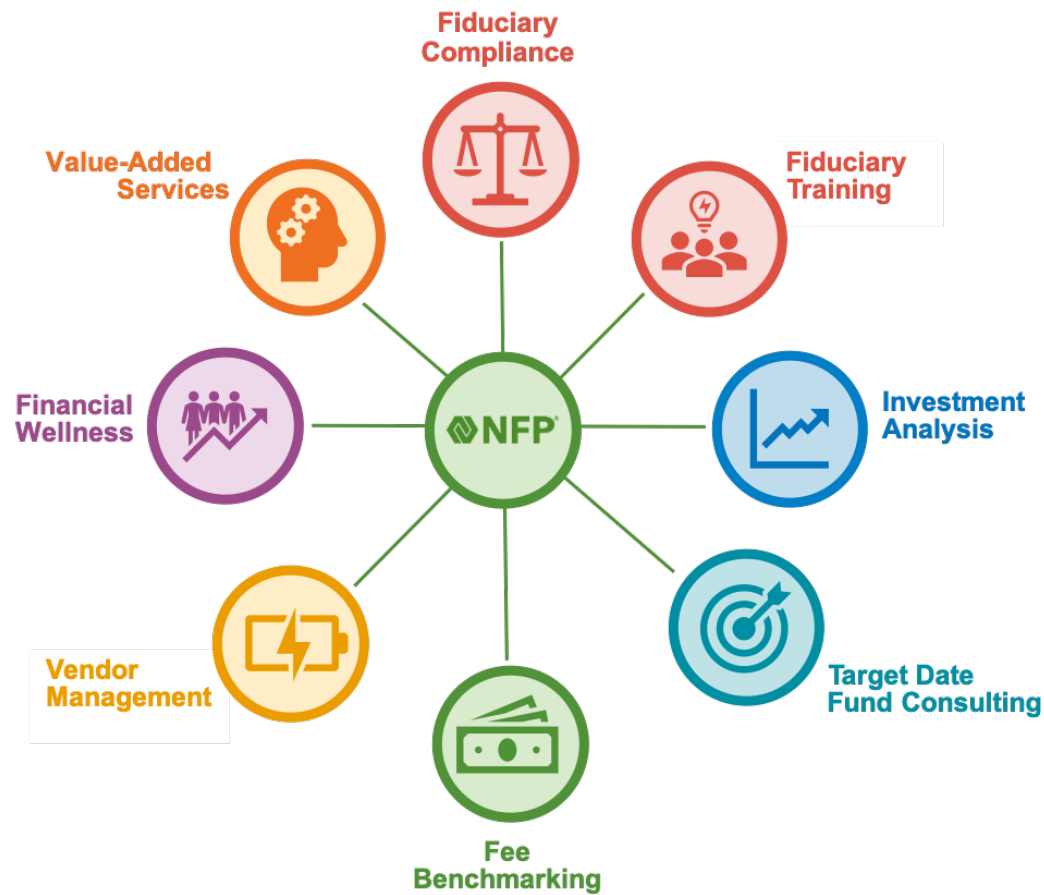 Fiduciary
Compliance
Fiduciary
Training
Investment
Analysis
Target Date
Fund Consulting
Fee
Benchmarking
Vendor
Management
Financial
Wellness
Value-Added
Services
NFP®